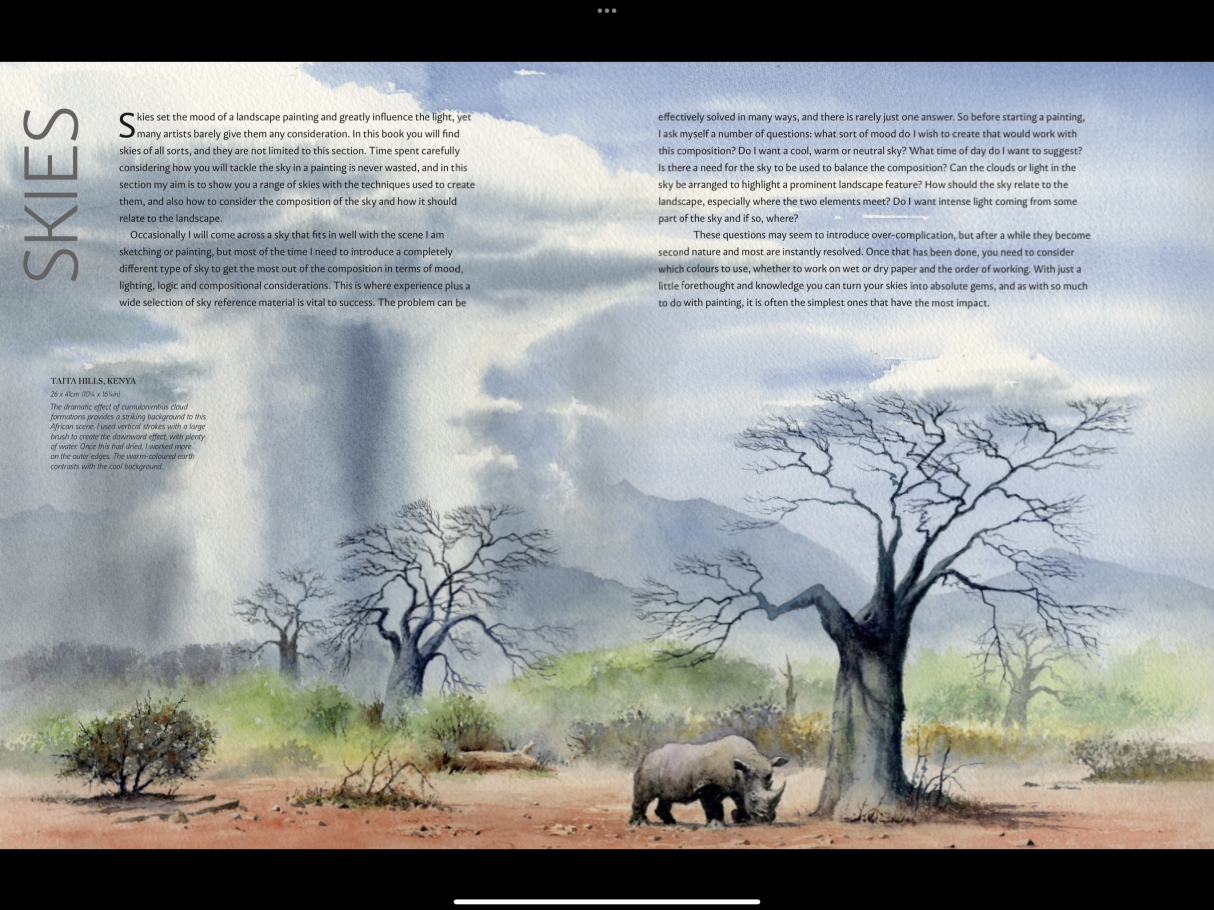 SKIES
Skies set the mood of a landscape painting and greatly influence the light, yet
many artists barely give them any consideration. In this book you will find
skies of all sorts, and they are not limited to this section. Time spent carefully
considering how you will tackle the sky in a painting is never wasted, and in this
section my aim is to show you a range of skies with the techniques used to create
them, and also how to consider the composition of the sky and how it should
relate to the landscape.
Occasionally I will come across a sky that fits in well with the scene I am
sketching or painting, but most of the time I need to introduce a completely
different type of sky to get the most out of the composition in terms of mood,
lighting, logic and compositional considerations. This is where experience plus a
wide selection of sky reference material is vital to success. The problem can be
effectively solved in many ways, and there is rarely just one answer. So before starting a painting,
I ask myself a number of questions: what sort of mood do I wish to create that would work with
this composition? Do I want a cool, warm or neutral sky? What time of day do I want to suggest?
Is there a need for the sky to be used to balance the composition? Can the clouds or light in the
sky be arranged to highlight a prominent landscape feature? How should the sky relate to the
landscape, especially where the two elements meet? Do I want intense light coming from some
part of the sky and if so, where?
These questions may seem to introduce over-complication, but after a while they become
second nature and most are instantly resolved. Once that has been done, you need to consider
which colours to use, whether to work on wet or dry paper and the order of working. With just a
little forethought and knowledge you can turn your skies into absolute gems, and as with so much
to do with painting, it is often the simplest ones that have the most impact.
TAITA HILLS, KENYA
26 x 41cm (10¼ x 16¼in)
The dramatic effect of cumulonimbus cloud
formations provides a striking background to this
African scene. I used vertical strokes with a large
brush to create the downward effect, with plenty
of water. Once this had dried, I worked more
on the outer edges. The warm-coloured earth
contrasts with the cool background.